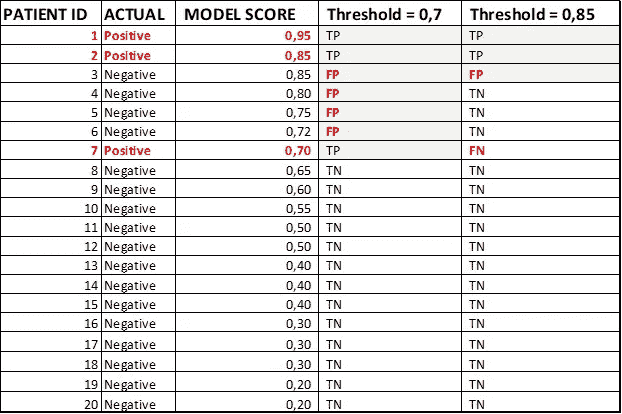 PATIENT ID ACTUAL MODEL SCORE Threshold = 0,7 Threshold = 0,85
1 Positive 0,95 TP TP
2 Positive 0,85 TP TP
3 Negative 0,85 FP FP
4 Negative 0,80 FP TN
5 Negative 0,75 FP TN
6 Negative 0,72 FP TN
7 Positive 0,70 TP FN
8 Negative 0,65 TN TN
9 Negative 0,60 TN TN
10 Negative 0,55 TN TN
11 Negative 0,50 TN TN
12 Negative 0,50 TN TN
13 Negative 0,40 TN TN
14 Negative 0,40 TN TN
15 Negative 0,40 TN TN
16 Negative 0,30 TN TN
17 Negative 0,30 TN TN
18 Negative 0,30 TN TN
19 Negative 0,20 TN TN
20 Negative 0,20 TN TN